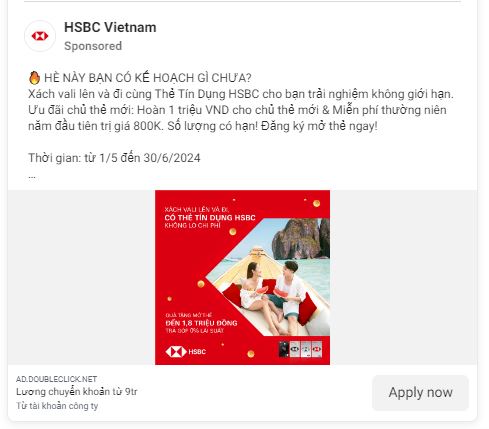 HSBC Vietnam
Sponsored
🔥 HÈ NÀY BẠN CÓ KẾ HOẠCH GÌ CHƯA?
Xách vali lên và đi cùng Thẻ Tín Dụng HSBC cho bạn trải nghiệm không giới hạn.
Ưu đãi chủ thẻ mới: Hoàn 1 triệu VND cho chủ thẻ mới & Miễn phí thường niên
năm đầu tiên trị giá 800K. Số lượng có hạn! Đăng ký mở thẻ ngay!
Thời gian: từ 1/5 đến 30/6/2024
...
XÁCH VALI LÊN VÀ ĐI,
CÓ THẺ TÍN DỤNG HSBC
KHÔNG LO CHI PHÍ
QUÀ TẶNG MỞ THẺ
ĐẾN 1,8 TRIỆU ĐỒNG
TRẢ GÓP 0% LÃI SUẤT
HSBC
AD.DOUBLECLICK.NET
Lương chuyển khoản từ 9tr
Từ tài khoản công ty
Apply now